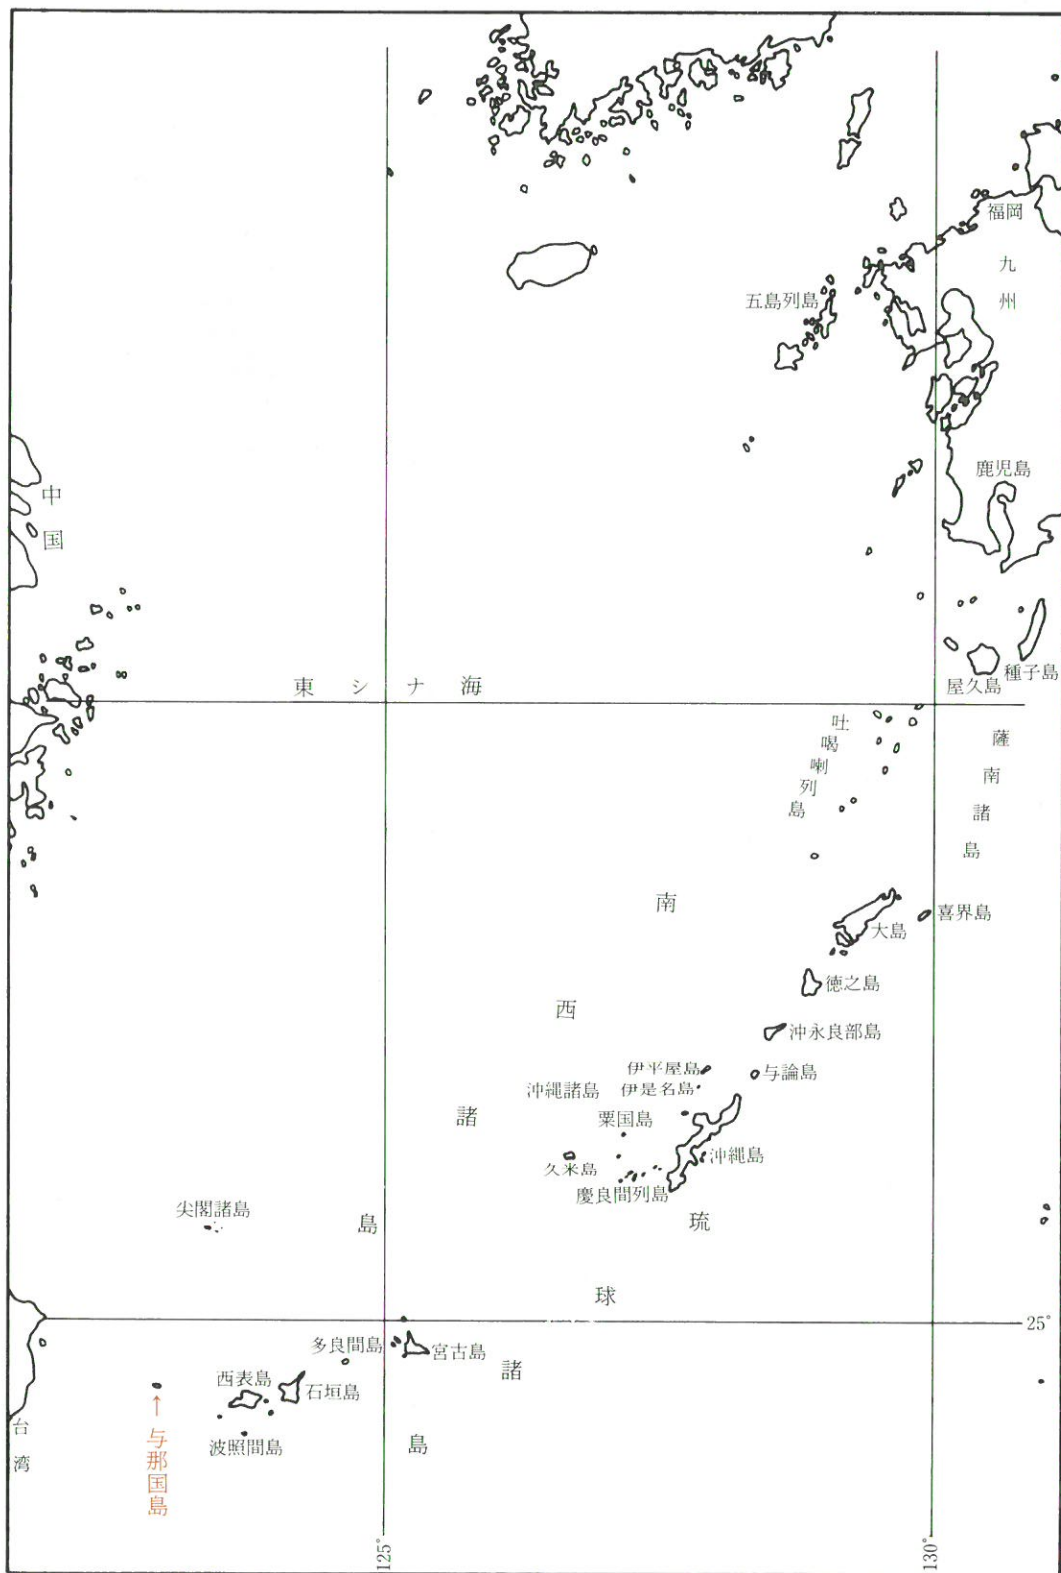 福岡
九州
五島列島
鹿児島
中国
種子島
屋久島
東シナ海
吐喝喇列島
薩南諸島
南西諸島
喜界島
大島
徳之島
沖永良部島
伊平屋島
与論島
沖縄諸島
伊是名島
粟国島
沖縄島
久米島
慶良間列島
尖閣諸島
琉球諸島
25°
多良間島
宮古島
西表島
石垣島
波照間島
↑与那国島
台湾
125°
130°